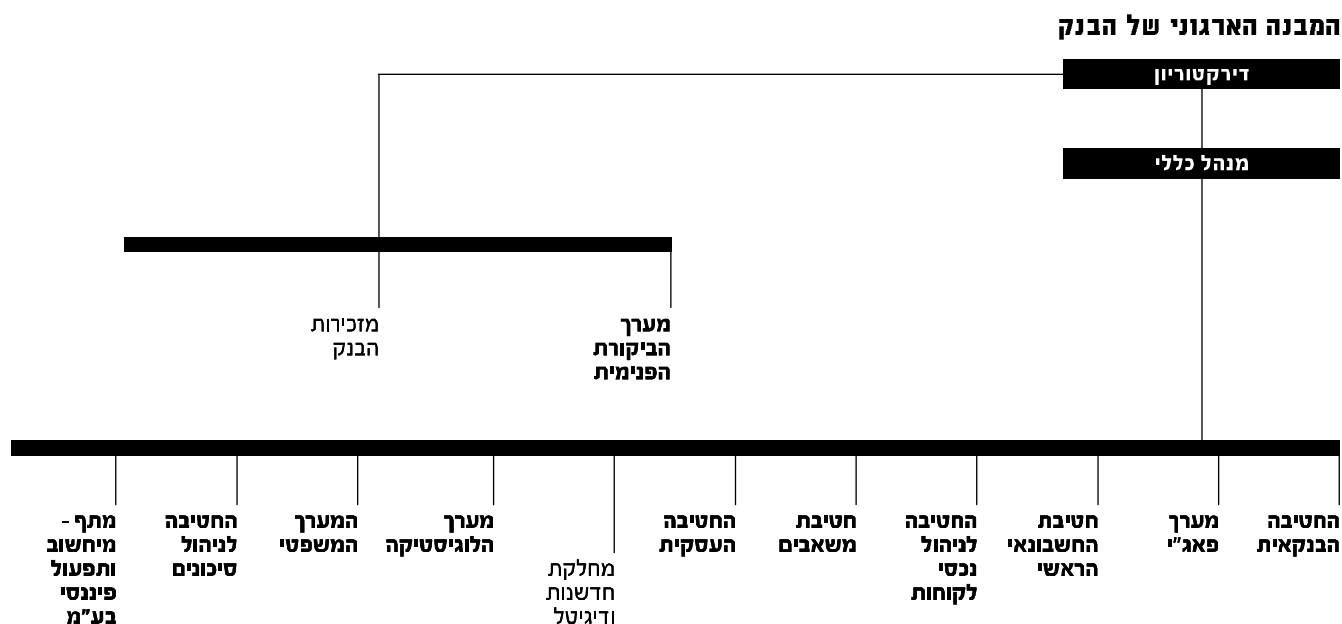 המבנה הארגוני של הבנק
דירקטוריון
מנהל כללי
מערך
הביקורת
הפנימית
מזכירות
הבנק
החטיבה
הבנקאית
מערך
פאג"י
חטיבת
החשבונאי
הראשי
החטיבה
לניהול
נכסי
לקוחות
חטיבת
משאבים
החטיבה
העסקית
מחלקת
חדשנות
ודיגיטל
מערך
הלוגיסטיקה
המערך
המשפטי
החטיבה
לניהול
סיכונים
מתף -
מיחשוב
ותפעול
פיננסי
בע"מ